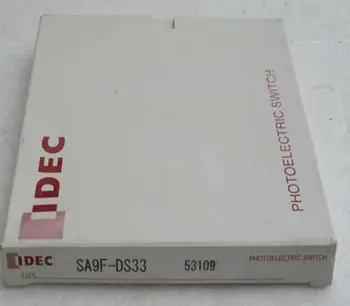 IDEC
PHOTOELECTRIC SWITCH
IDEC SA9F-DS33 53109 PHOTOELECTRIC SWITCH